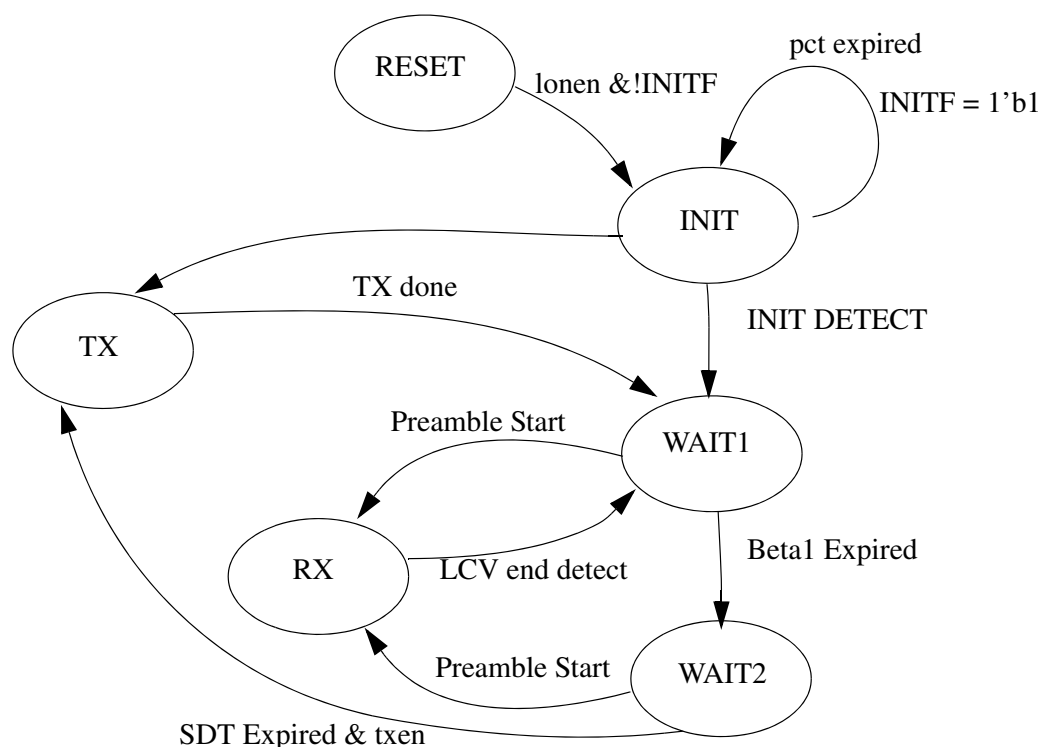 pct expired
RESET
lonen &!INITF
INITF = 1’b1
INIT
TX done
INIT DETECT
TX
Preamble Start
WAIT1
Beta1 Expired
RX
LCV end detect
Preamble Start
WAIT2
SDT Expired & txen